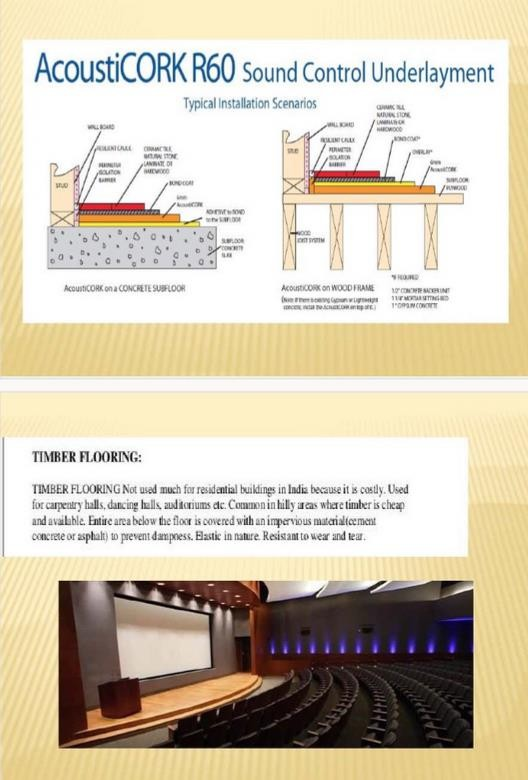 AcoustiCORK R60 Sound Control Underlayment
Typical Installation Scenarios
WALL BOARD
RESILIENT CAULK
PERIMETER
ISOLATION
BARRIER
CERAMIC TILE,
NATURAL STONE,
LAMINATE OR
HARDWOOD
BOND COAT
6mm
AcoustiCORK
ADHESIVE to BOND
to the SUBFLOOR
STUD
SUBFLOOR:
CONCRETE
SLAB
AcoustiCORK on a CONCRETE SUBFLOOR
CERAMIC TILE,
NATURAL STONE,
LAMINATE OR
HARDWOOD
WALL BOARD
RESILIENT CAULK
PERIMETER
ISOLATION
BARRIER
BOND COAT*
OVERLAY*
6mm
AcoustiCORK
STUD
SUBFLOOR:
PLYWOOD
WOOD
JOIST SYSTEM
*IF REQUIRED
AcoustiCORK on WOOD FRAME
(Note: If there is existing Gypsum or Lightweight
concrete, install the AcoustiCORK on top of it.)
1/2" CONCRETE BACKER UNIT
1 1/4" MORTAR SETTING BED
1" GYPSUM CONCRETE
TIMBER FLOORING:
TIMBER FLOORING Not used much for residential buildings in India because it is costly. Used
for carpentry halls, dancing halls, auditoriums etc. Common in hilly areas where timber is cheap
and available. Entire area below the floor is covered with an impervious material(cement
concrete or asphalt) to prevent dampness. Elastic in nature. Resistant to wear and tear.